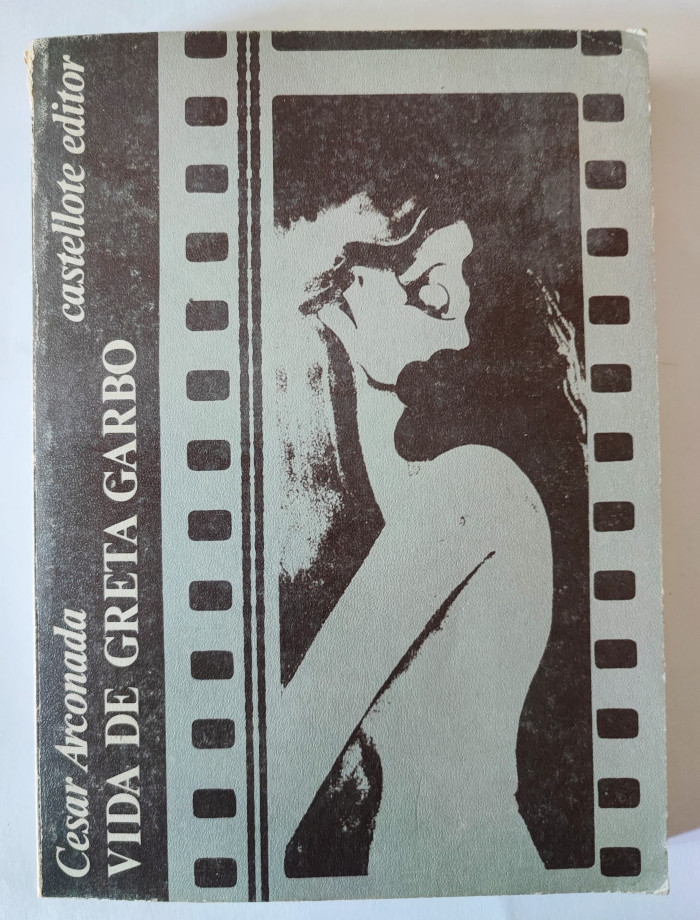 Cesar Arconada
castellote editor
VIDA DE GRETA GARBO